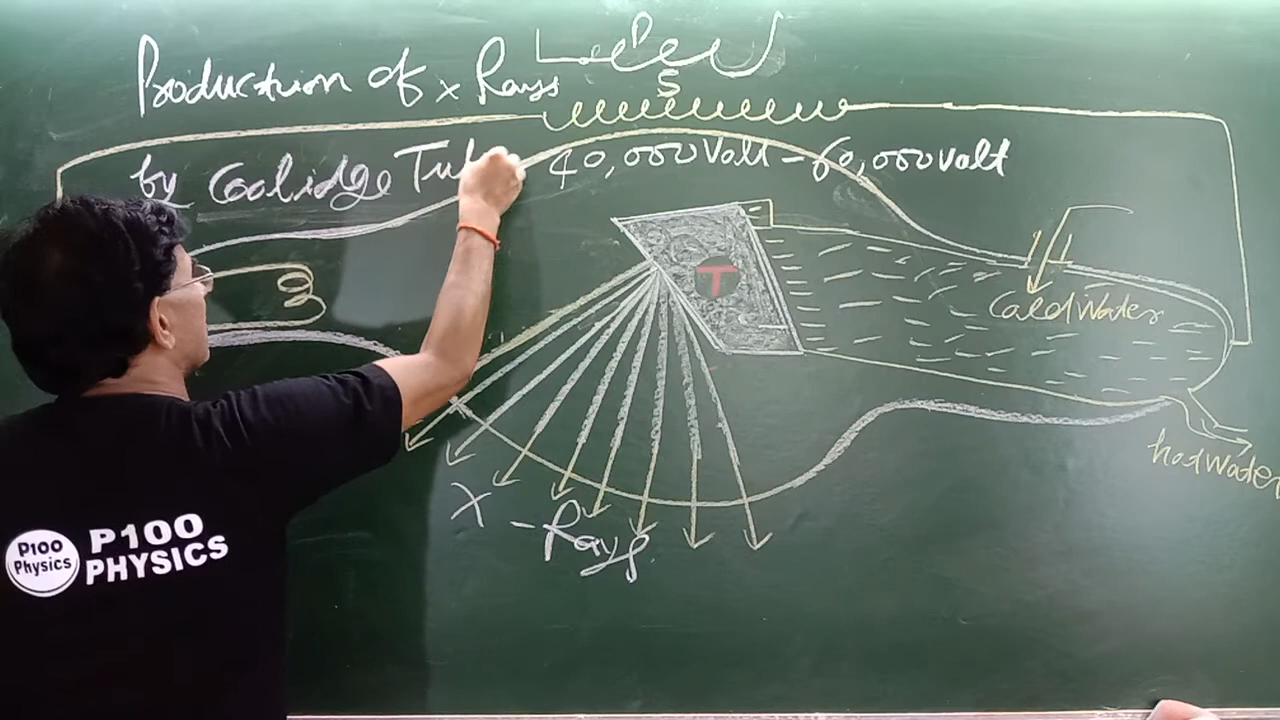 Production of x Rays
P
S
by Coolidge Tub
40,000 Volt - 60,000 volt
T
Cold Water
hot water
X - Rays.
P100
Physics
P100
PHYSICS